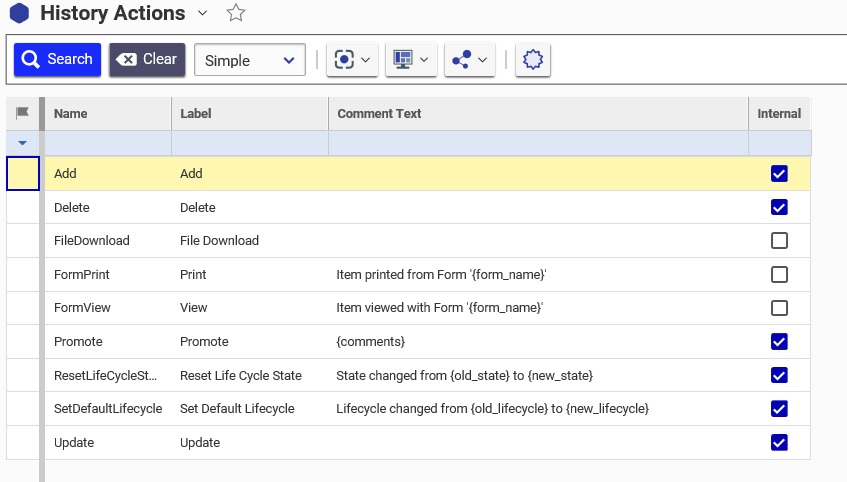 History Actions
Search Clear Simple
Name Label Comment Text Internal
Add Add
Delete Delete
FileDownload File Download
FormPrint Print Item printed from Form '{form_name}'
FormView View Item viewed with Form '{form_name}'
Promote Promote {comments}
ResetLifeCycleSt... Reset Life Cycle State State changed from {old_state} to {new_state}
SetDefaultLifecycle Set Default Lifecycle Lifecycle changed from {old_lifecycle} to {new_lifecycle}
Update Update